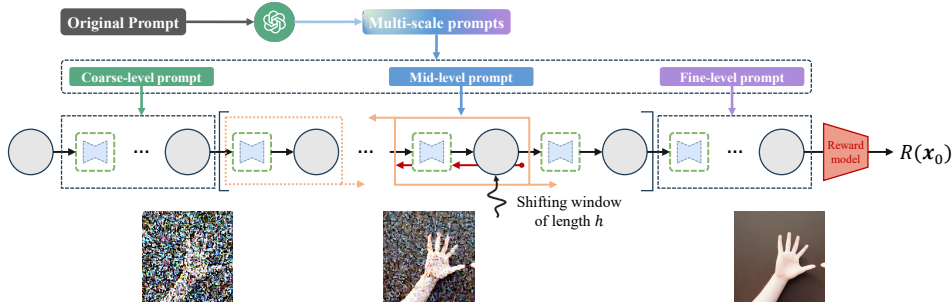 Original Prompt
Multi-scale prompts
Coarse-level prompt
Mid-level prompt
Fine-level prompt
...
...
...
Reward
model
R(𝒙₀)
Shifting window
of length h